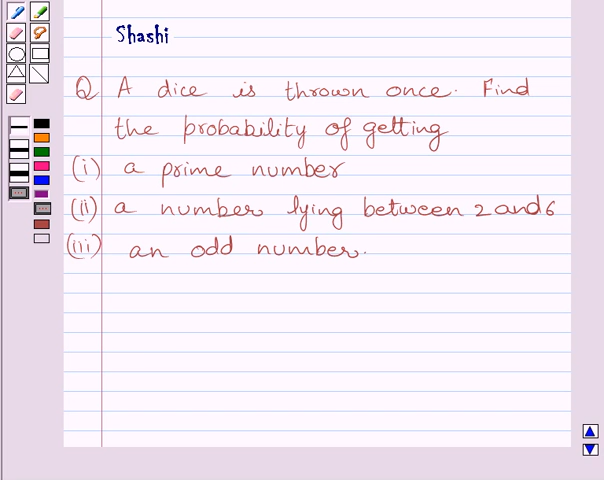 Shashi
Q A dice is thrown once. Find
the probability of getting
(i) a prime number
(ii) a number lying between 2 and 6
(iii) an odd number.